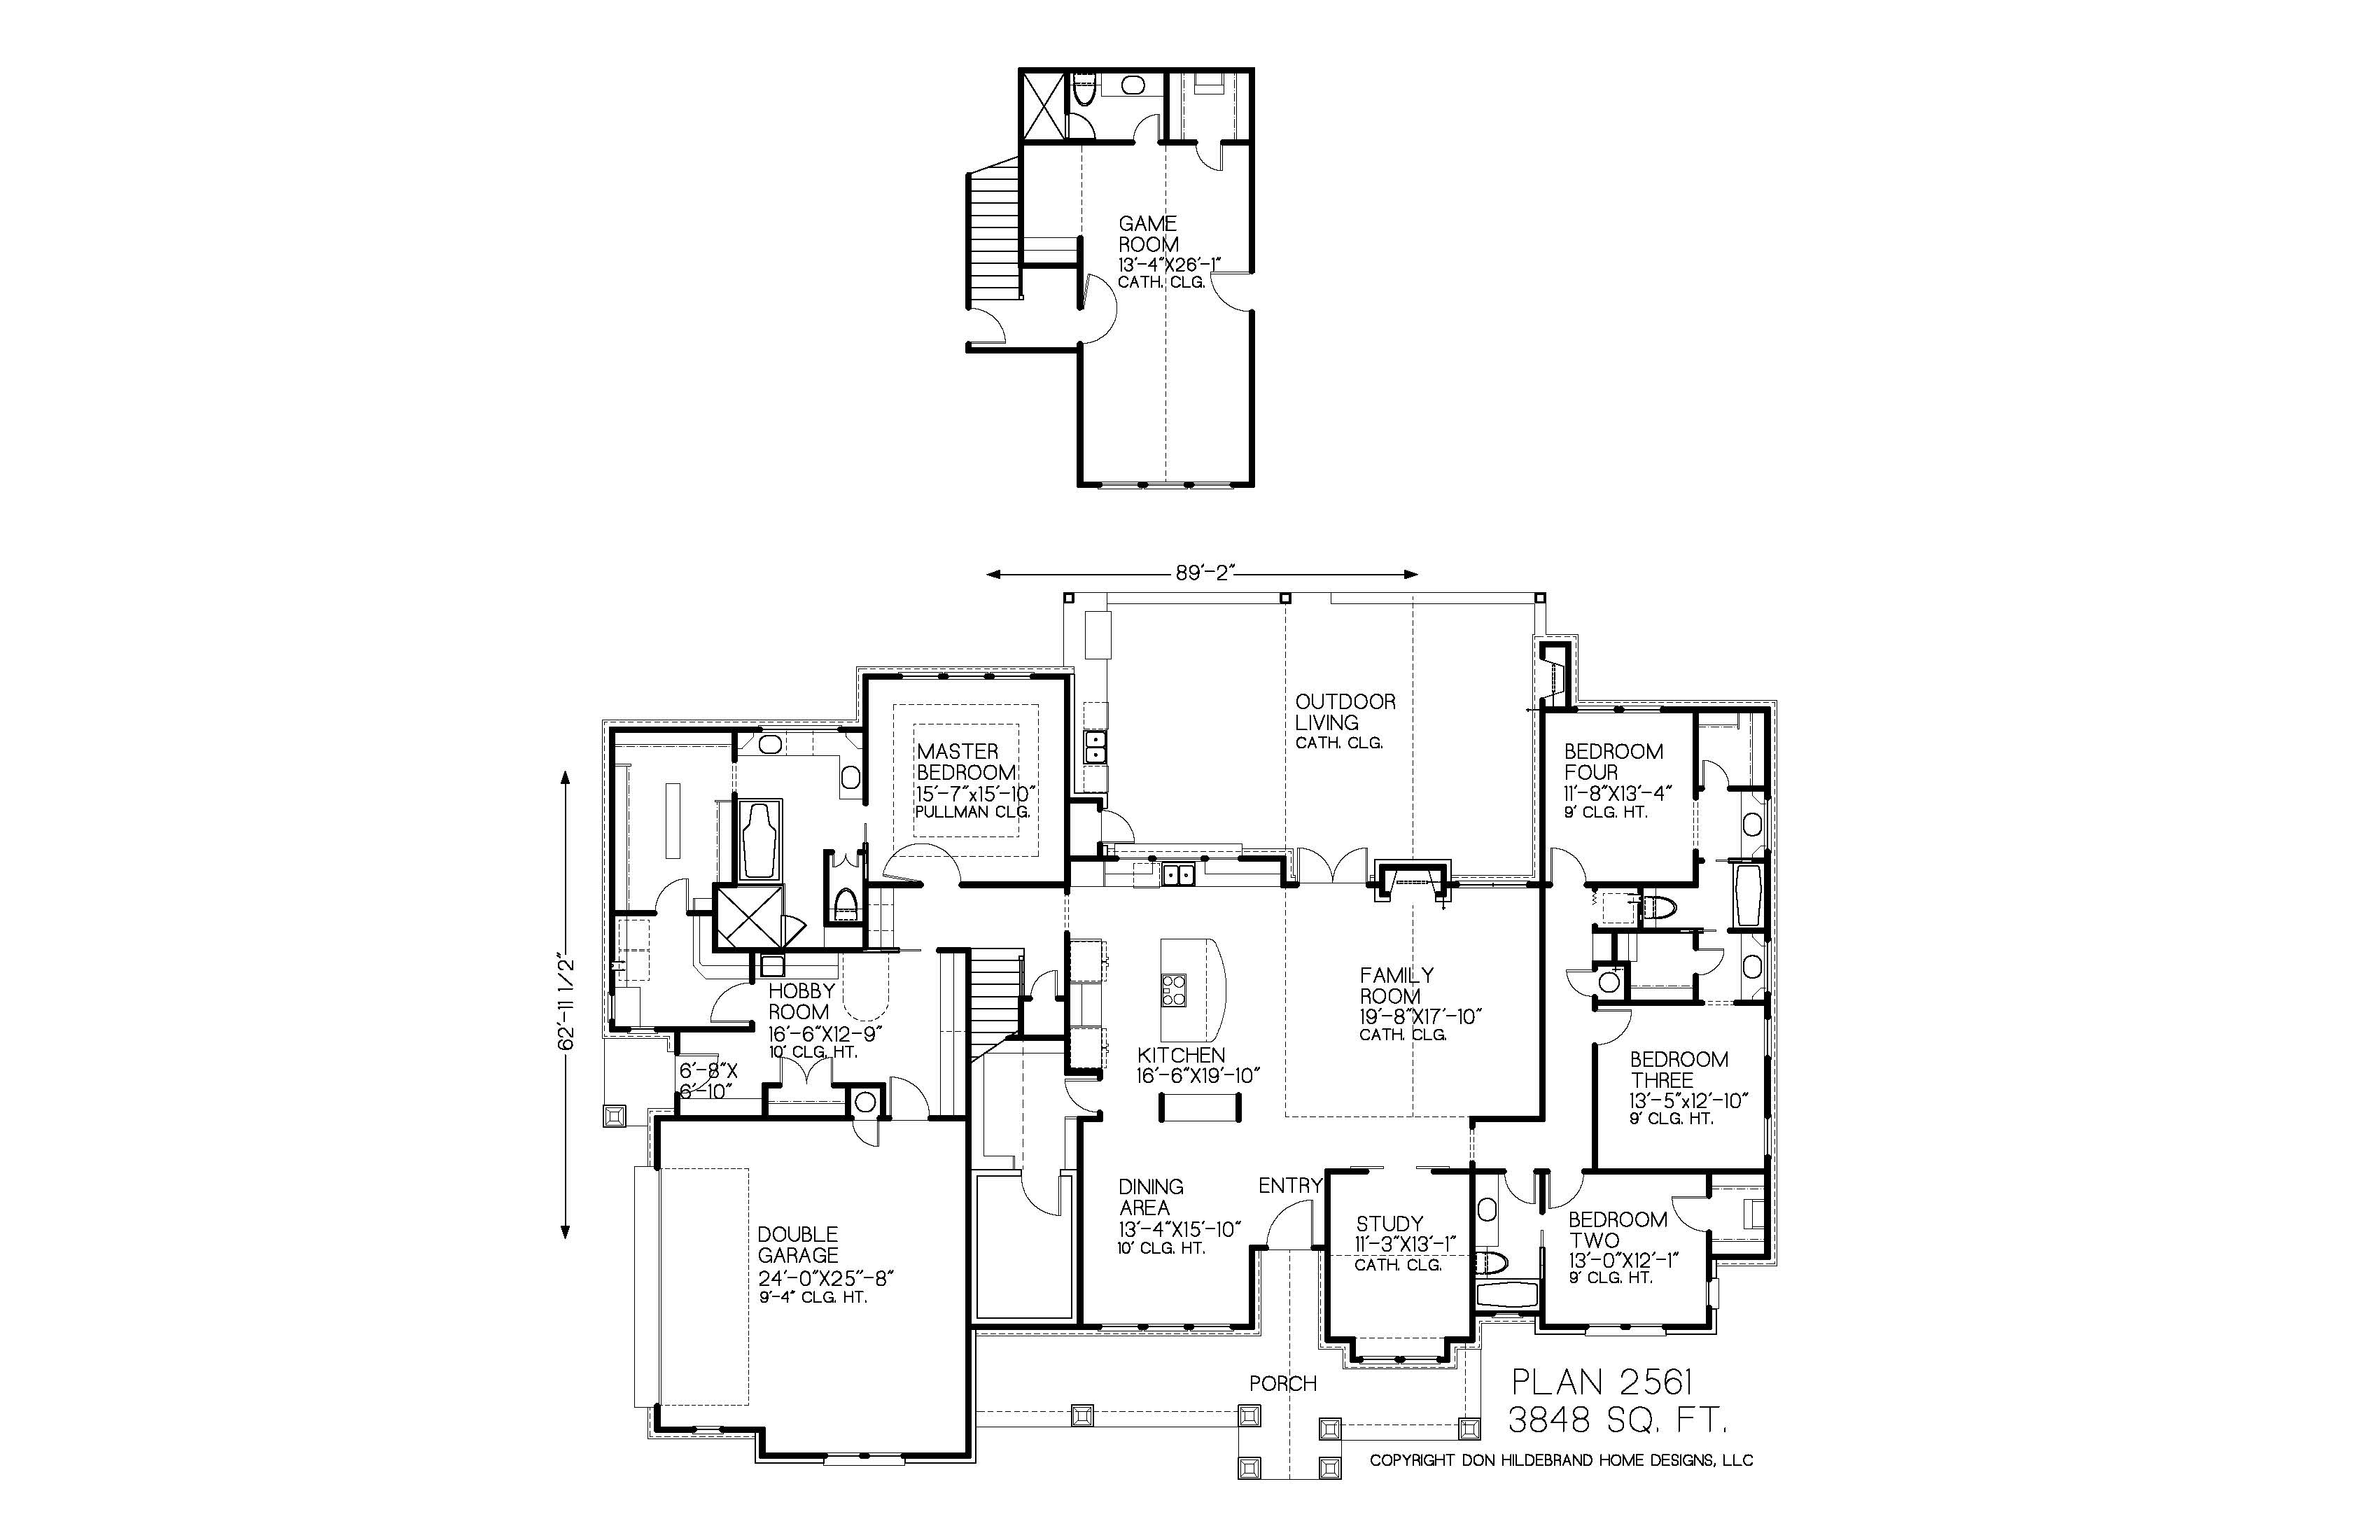 GAME
ROOM
13'-4"X26'-1"
CATH. CLG.
89'-2"
62'-11 1/2"
OUTDOOR
LIVING
CATH. CLG.
MASTER
BEDROOM
15'-7"x15'-10"
PULLMAN CLG.
BEDROOM
FOUR
11'-8"X13'-4"
9' CLG. HT.
HOBBY
ROOM
16'-6"X12'-9"
10' CLG. HT.
6'-8"X
6'-10"
FAMILY
ROOM
19'-8"X17'-10"
CATH. CLG.
KITCHEN
16'-6"X19'-10"
BEDROOM
THREE
13'-5"x12'-10"
9' CLG. HT.
DINING
AREA
13'-4"X15'-10"
10' CLG. HT.
ENTRY
STUDY
11'-3"X13'-1"
CATH. CLG.
BEDROOM
TWO
13'-0"X12'-1"
9' CLG. HT.
DOUBLE
GARAGE
24'-0"X25"-8"
9'-4" CLG. HT.
PORCH
PLAN 2561
3848 SQ. FT.
COPYRIGHT DON HILDEBRAND HOME DESIGNS, LLC